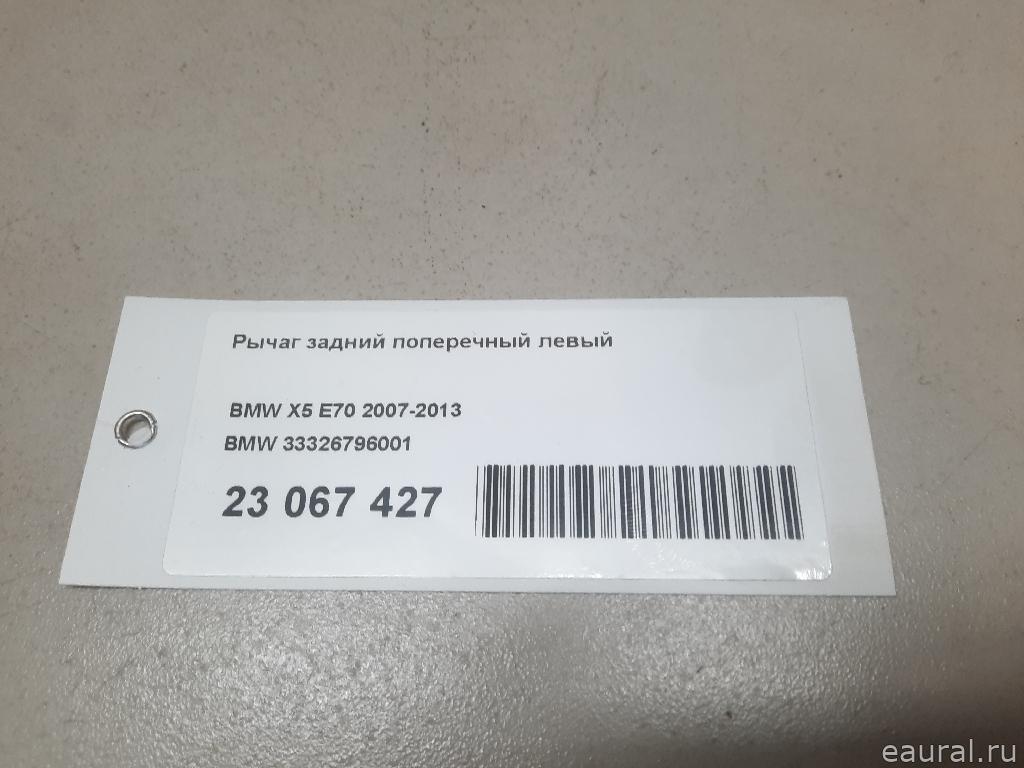 Рычаг задний поперечный левый
BMW X5 E70 2007-2013
BMW 33326796001
23 067 427
eaural.ru